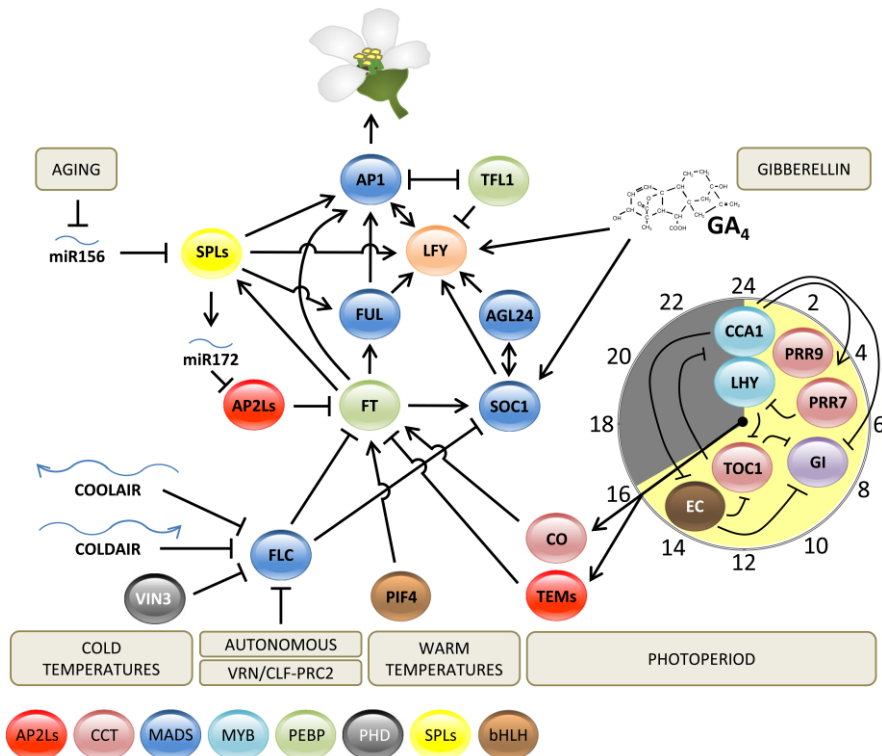 AP1
TFL1
AGING
GIBBERELLIN
GA4
miR156
SPLs
LFY
FUL
AGL24
miR172
AP2Ls
FT
SOC1
24
22
2
CCA1
20
PRR9
4
LHY
PRR7
18
6
TOC1
GI
16
8
EC
14
10
12
COOLAIR
COLDAIR
FLC
CO
VIN3
PIF4
TEMs
COLD
TEMPERATURES
AUTONOMOUS
VRN/CLF-PRC2
WARM
TEMPERATURES
PHOTOPERIOD
AP2Ls
CCT
MADS
MYB
PEBP
PHD
SPLs
bHLH